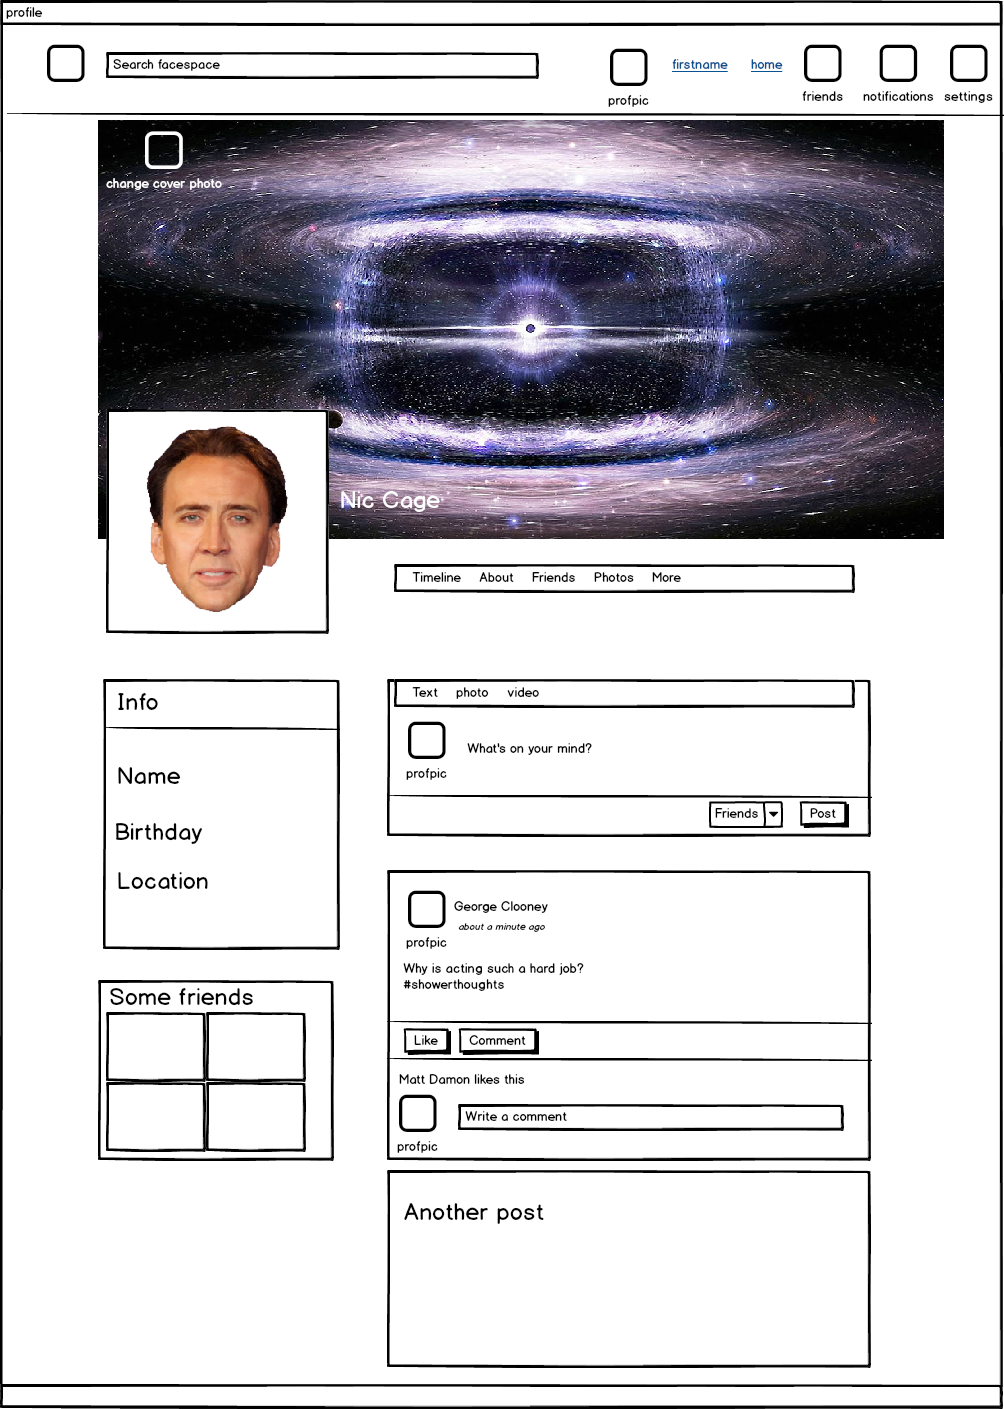 profile
Search facespace
firstname
home
profpic
friends
notifications
settings
change cover photo
Nic Cage
Timeline About Friends Photos More
Info
Name
Birthday
Location
Some friends
Text photo video
What's on your mind?
profpic
Friends
Post
George Clooney
about a minute ago
profpic
Why is acting such a hard job?
#showerthoughts
Like
Comment
Matt Damon likes this
Write a comment
profpic
Another post